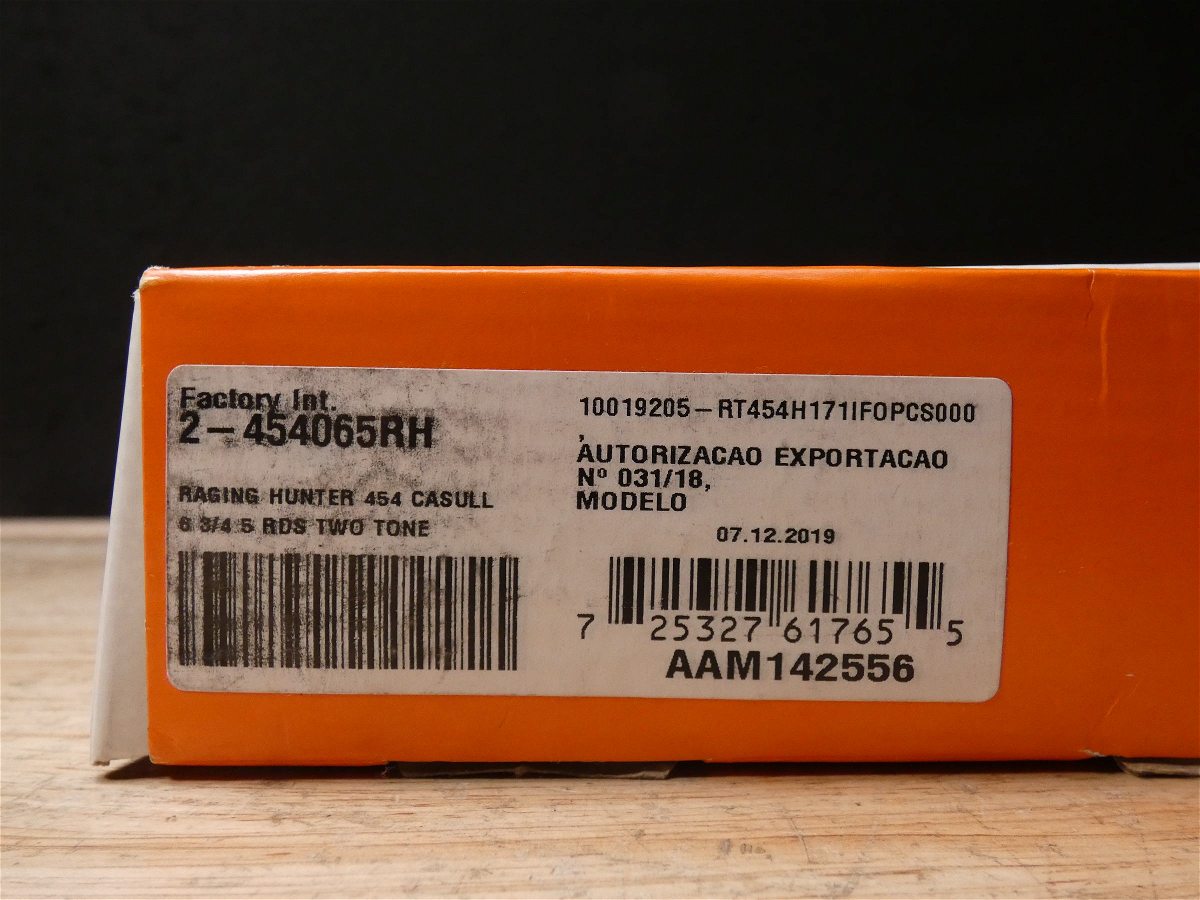 Factory Int.
2-454065RH
RAGING HUNTER 454 CASULL
6 3/4 5 RDS TWO TONE
10019205-RT454H171IFOPCS000
,
AUTORIZACAO EXPORTACAO
Nº 031/18,
MODELO
07.12.2019
7 25327 61765 5
AAM142556